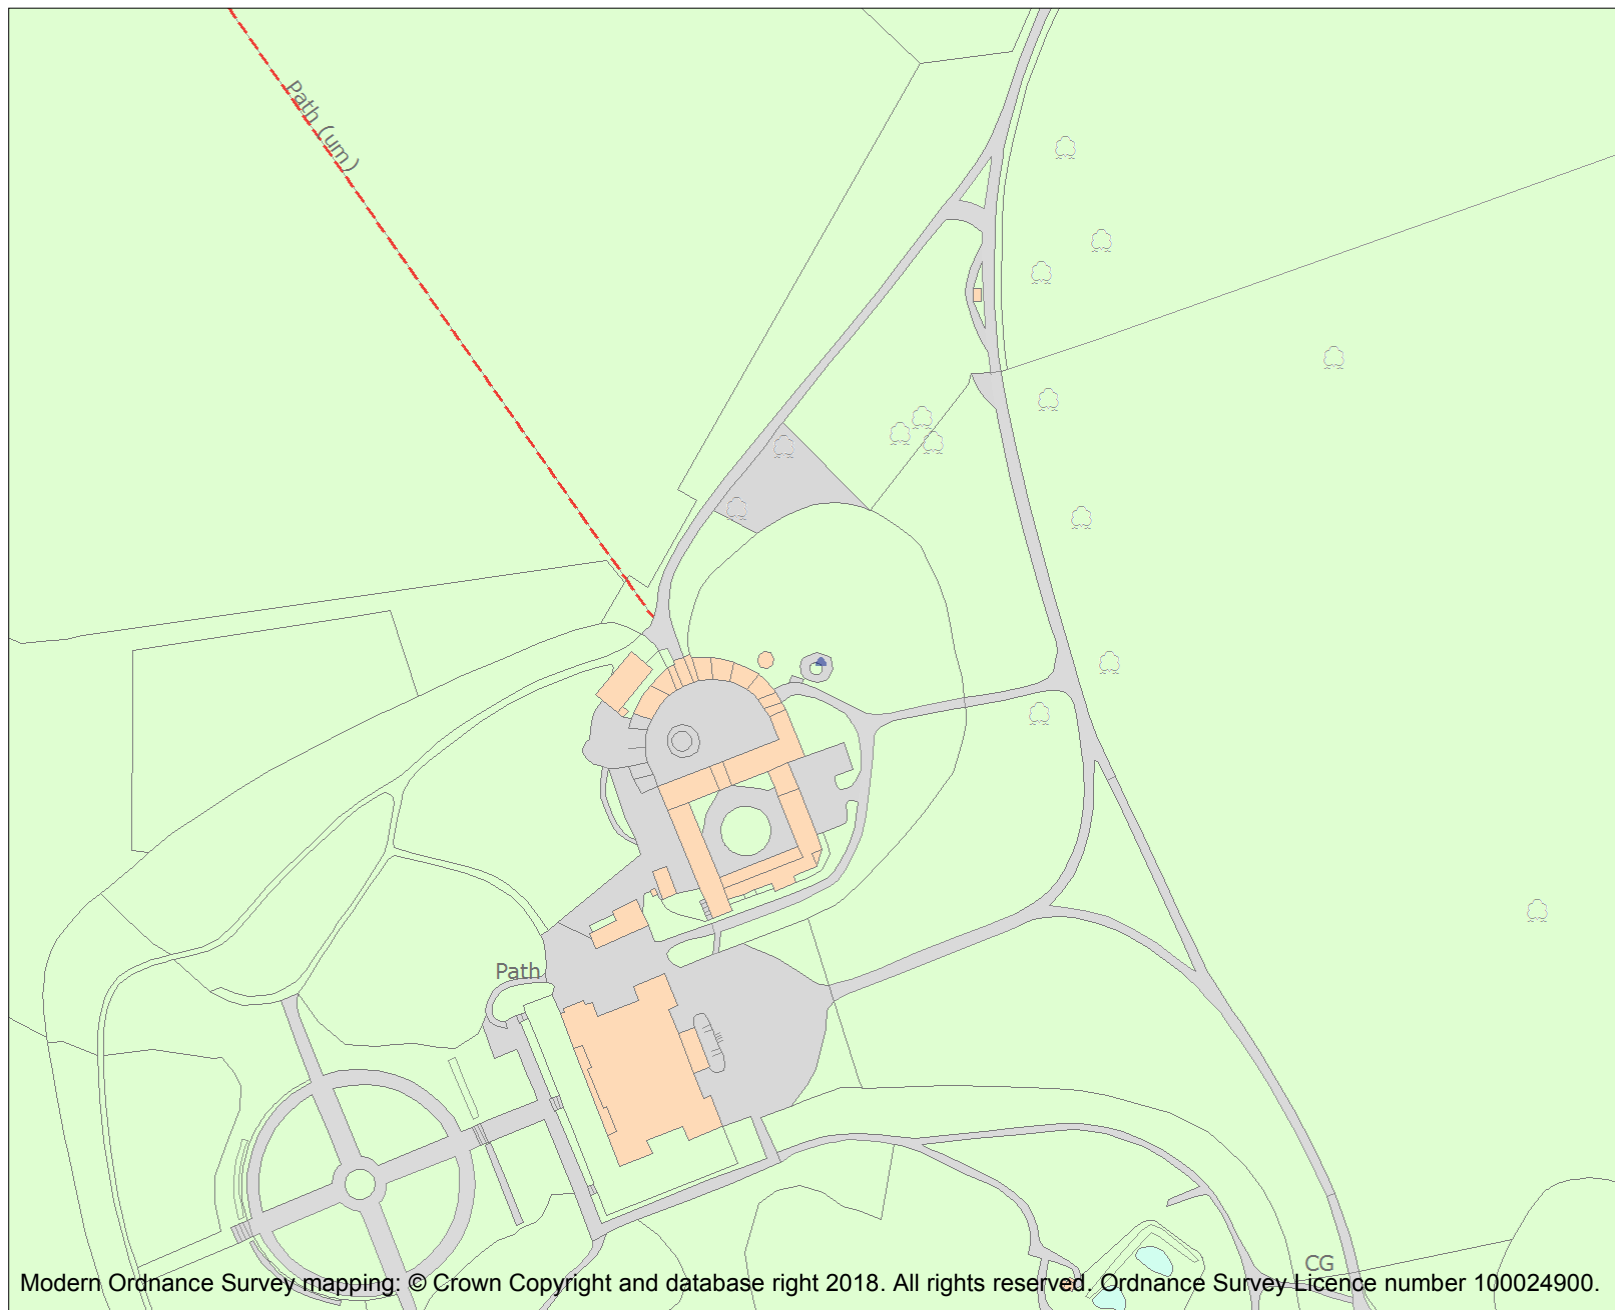 Path (um)
Path
CG
Modern Ordnance Survey mapping: © Crown Copyright and database right 2018. All rights reserved. Ordnance Survey Licence number 100024900.